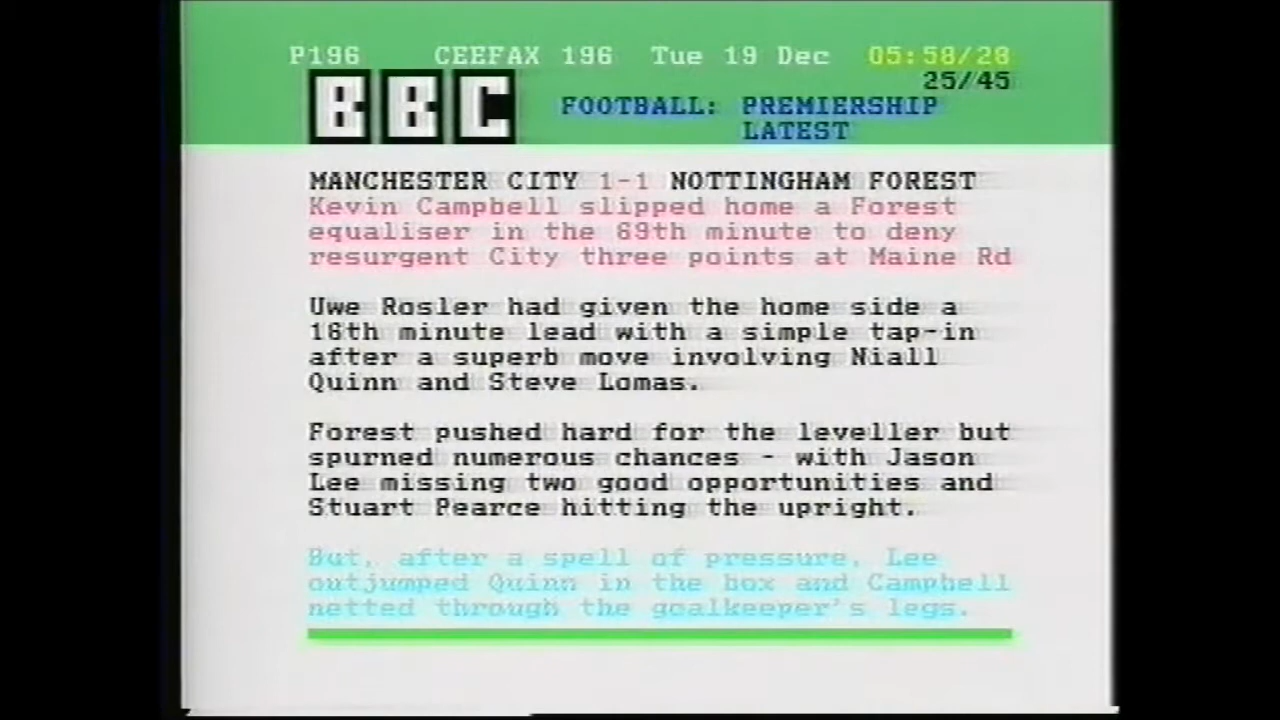 P196 CEEFAX 196 Tue 19 Dec 05:58/28
25/45
BBC FOOTBALL: PREMIERSHIP
LATEST
MANCHESTER CITY 1-1 NOTTINGHAM FOREST
Kevin Campbell slipped home a Forest
equaliser in the 69th minute to deny
resurgent City three points at Maine Rd
Uwe Rosler had given the home side a
16th minute lead with a simple tap-in
after a superb move involving Niall
Quinn and Steve Lomas.
Forest pushed hard for the leveller but
spurned numerous chances - with Jason
Lee missing two good opportunities and
Stuart Pearce hitting the upright.
But, after a spell of pressure, Lee
outjumped Quinn in the box and Campbell
netted through the goalkeeper's legs.